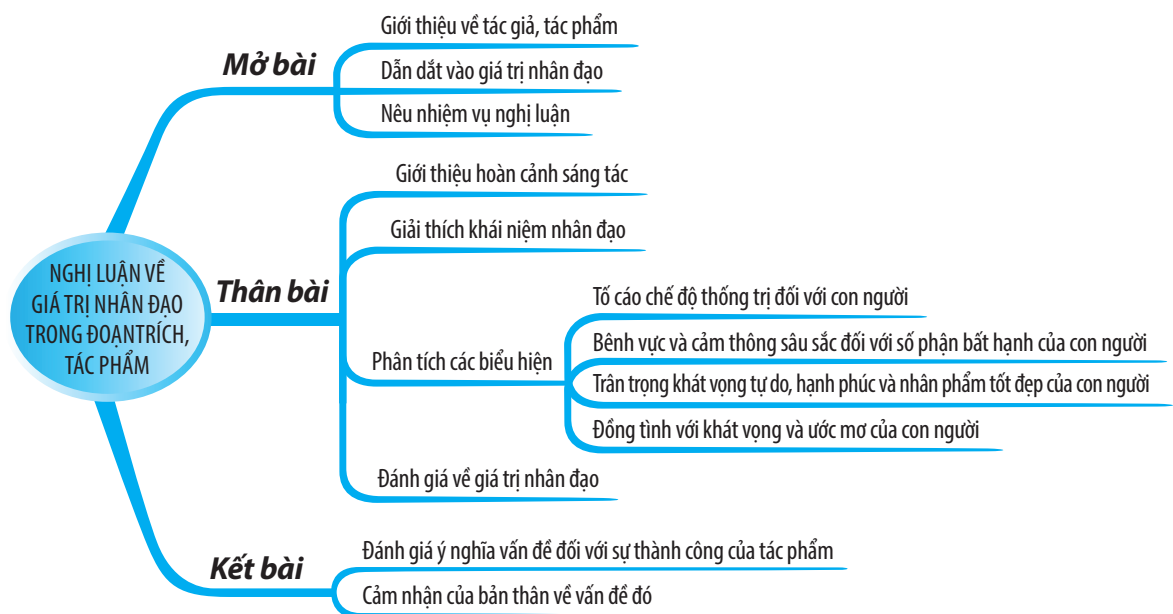 Giới thiệu về tác giả, tác phẩm
Mở bài
Dẫn dắt vào giá trị nhân đạo
Nêu nhiệm vụ nghị luận
Giới thiệu hoàn cảnh sáng tác
Giải thích khái niệm nhân đạo
NGHỊ LUẬN VỀ
GIÁ TRỊ NHÂN ĐẠO
TRONG ĐOẠNTRÍCH,
TÁC PHẨM
Thân bài
Phân tích các biểu hiện
Tố cáo chế độ thống trị đối với con người
Bênh vực và cảm thông sâu sắc đối với số phận bất hạnh của con người
Trân trọng khát vọng tự do, hạnh phúc và nhân phẩm tốt đẹp của con người
Đồng tình với khát vọng và ước mơ của con người
Đánh giá về giá trị nhân đạo
Kết bài
Đánh giá ý nghĩa vấn đề đối với sự thành công của tác phẩm
Cảm nhận của bản thân về vấn đề đó